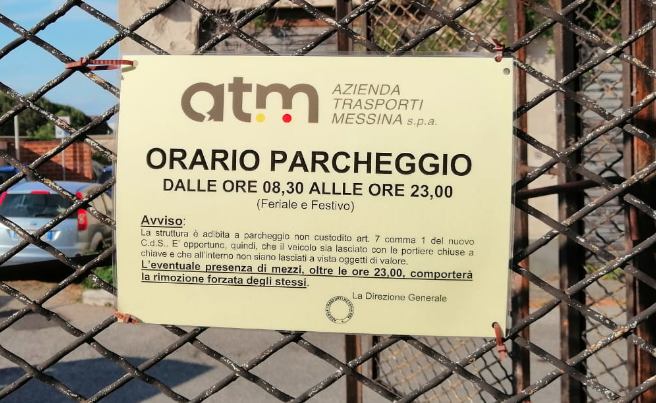 atm AZIENDA
TRASPORTI
MESSINA s.p.a.
ORARIO PARCHEGGIO
DALLE ORE 08,30 ALLLE ORE 23,00
(Feriale e Festivo)
Avviso:
La struttura è adibita a parcheggio non custodito art. 7 comma 1 del nuovo
C.d.S.. E' opportuno, quindi, che il veicolo sia lasciato con le portiere chiuse a
chiave e che all'interno non siano lasciati a vista oggetti di valore.
L'eventuale presenza di mezzi, oltre le ore 23,00, comporterà
la rimozione forzata degli stessi.
La Direzione Generale